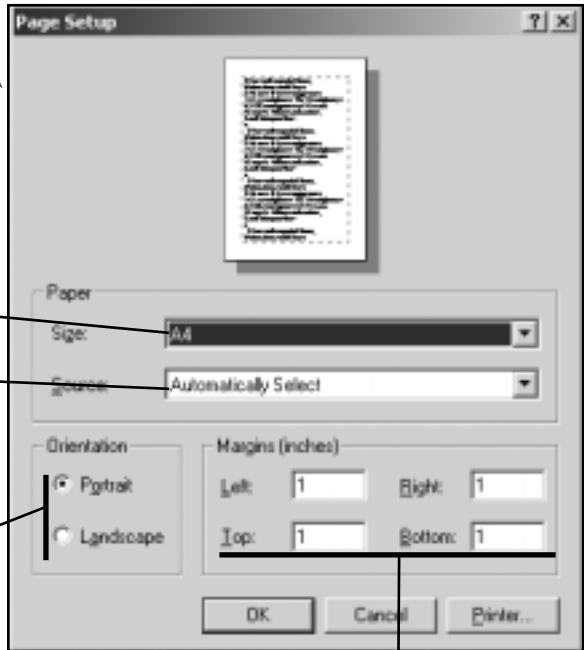 Page Setup
Paper
Size: A4
Source: Automatically Select
Orientation
Portrait
Landscape
Margins (inches)
Left: 1 Right: 1
Top: 1 Bottom: 1
OK Cancel Printer...